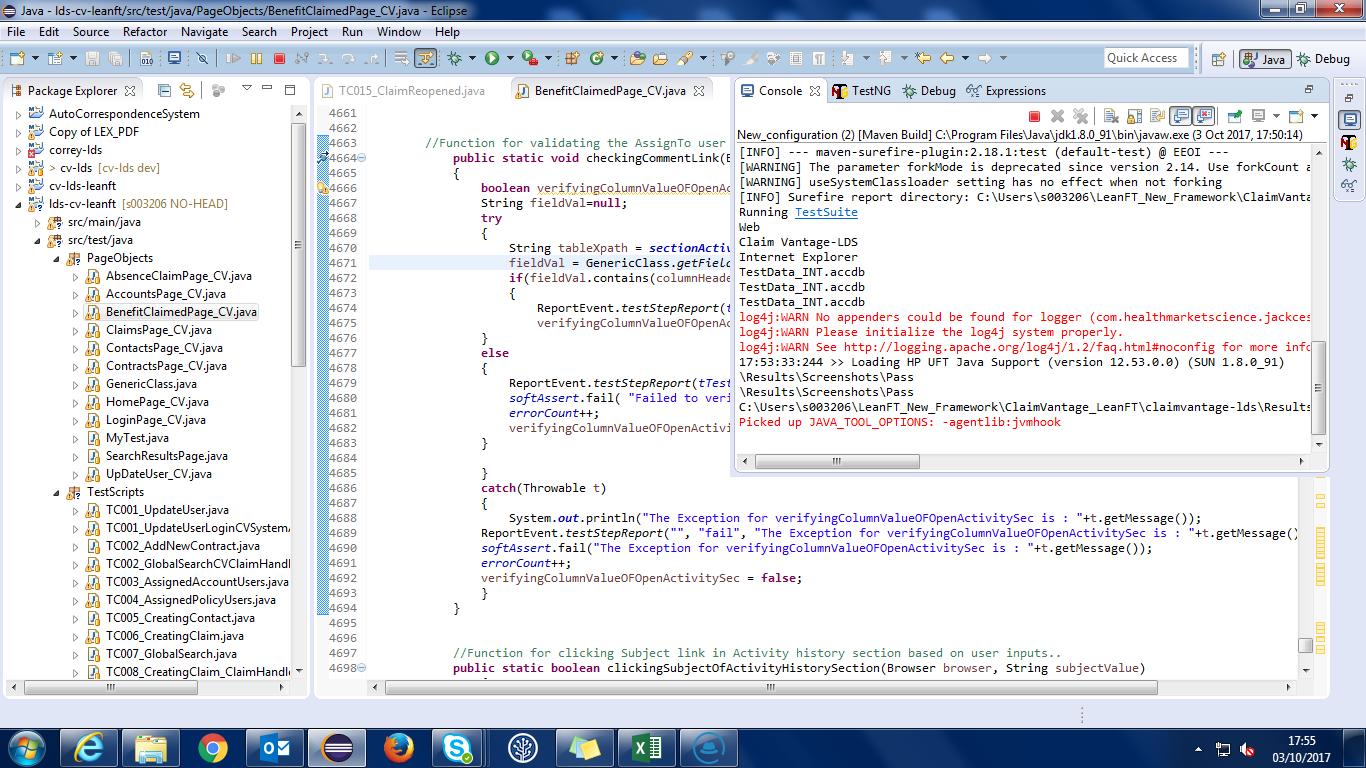 Java - lds-cv-leanft/src/test/java/PageObjects/BenefitClaimedPage_CV.java - Eclipse
File Edit Source Refactor Navigate Search Project Run Window Help
Quick Access
Java
Debug
Package Explorer
AutoCorrespondenceSystem
Copy of LEX_PDF
correy-lds
> cv-lds [cv-lds dev]
cv-lds-leanft
lds-cv-leanft [s003206 NO-HEAD]
src/main/java
src/test/java
PageObjects
AbsenceClaimPage_CV.java
AccountsPage_CV.java
BenefitClaimedPage_CV.java
ClaimsPage_CV.java
ContactsPage_CV.java
ContractsPage_CV.java
GenericClass.java
HomePage_CV.java
LoginPage_CV.java
MyTest.java
SearchResultsPage.java
UpDateUser_CV.java
TestScripts
TC001_UpdateUser.java
TC001_UpdateUserLoginCVSystem
TC002_AddNewContract.java
TC002_GlobalSearchCVClaimHandl
TC003_AssignedAccountUsers.java
TC004_AssignedPolicyUsers.java
TC005_CreatingContact.java
TC006_CreatingClaim.java
TC007_GlobalSearch.java
TC008_CreatingClaim_ClaimHandle
TC015_ClaimReopened.java
BenefitClaimedPage_CV.java
4661
4662
4663 //Function for validating the AssignTo user
4664 public static void checkingCommentLink(B
4665 {
4666 boolean verifyingColumnValueOFOpenAc
4667 String fieldVal=null;
4668 try
4669 {
4670 String tableXpath = sectionActiv
4671 fieldVal = GenericClass.getField
4672 if(fieldVal.contains(columnHeade
4673 {
4674 ReportEvent.testStepReport(t
4675 verifyingColumnValueOFOpenAc
4676 }
4677 else
4678 {
4679 ReportEvent.testStepReport(tTest
4680 softAssert.fail( "Failed to veri
4681 errorCount++;
4682 verifyingColumnValueOFOpenActivi
4683 }
4684
4685 }
4686 catch(Throwable t)
4687 {
4688 System.out.println("The Exception for verifyingColumnValueOFOpenActivitySec is : "+t.getMessage());
4689 ReportEvent.testStepReport("", "fail", "The Exception for verifyingColumnValueOFOpenActivitySec is : "+t.getMessage()
4690 softAssert.fail("The Exception for verifyingColumnValueOFOpenActivitySec is : "+t.getMessage());
4691 errorCount++;
4692 verifyingColumnValueOFOpenActivitySec = false;
4693 }
4694 }
4695
4696
4697 //Function for clicking Subject link in Activity history section based on user inputs..
4698 public static boolean clickingSubjectOfActivityHistorySection(Browser browser, String subjectValue)
Console TestNG Debug Expressions
New_configuration (2) [Maven Build] C:\Program Files\Java\jdk1.8.0_91\bin\javaw.exe (3 Oct 2017, 17:50:14)
[INFO] --- maven-surefire-plugin:2.18.1:test (default-test) @ EEOI ---
[WARNING] The parameter forkMode is deprecated since version 2.14. Use forkCount a
[WARNING] useSystemClassloader setting has no effect when not forking
[INFO] Surefire report directory: C:\Users\s003206\LeanFT_New_Framework\ClaimVanta
Running TestSuite
Web
Claim Vantage-LDS
Internet Explorer
TestData_INT.accdb
TestData_INT.accdb
TestData_INT.accdb
log4j:WARN No appenders could be found for logger (com.healthmarketscience.jackces
log4j:WARN Please initialize the log4j system properly.
log4j:WARN See http://logging.apache.org/log4j/1.2/faq.html#noconfig for more info
17:53:33:244 >> Loading HP UFT Java Support (version 12.53.0.0) (SUN 1.8.0_91)
\Results\Screenshots\Pass
\Results\Screenshots\Pass
C:\Users\s003206\LeanFT_New_Framework\ClaimVantage_LeanFT\claimvantage-lds\Results
Picked up JAVA_TOOL_OPTIONS: -agentlib:jvmhook
17:55
03/10/2017